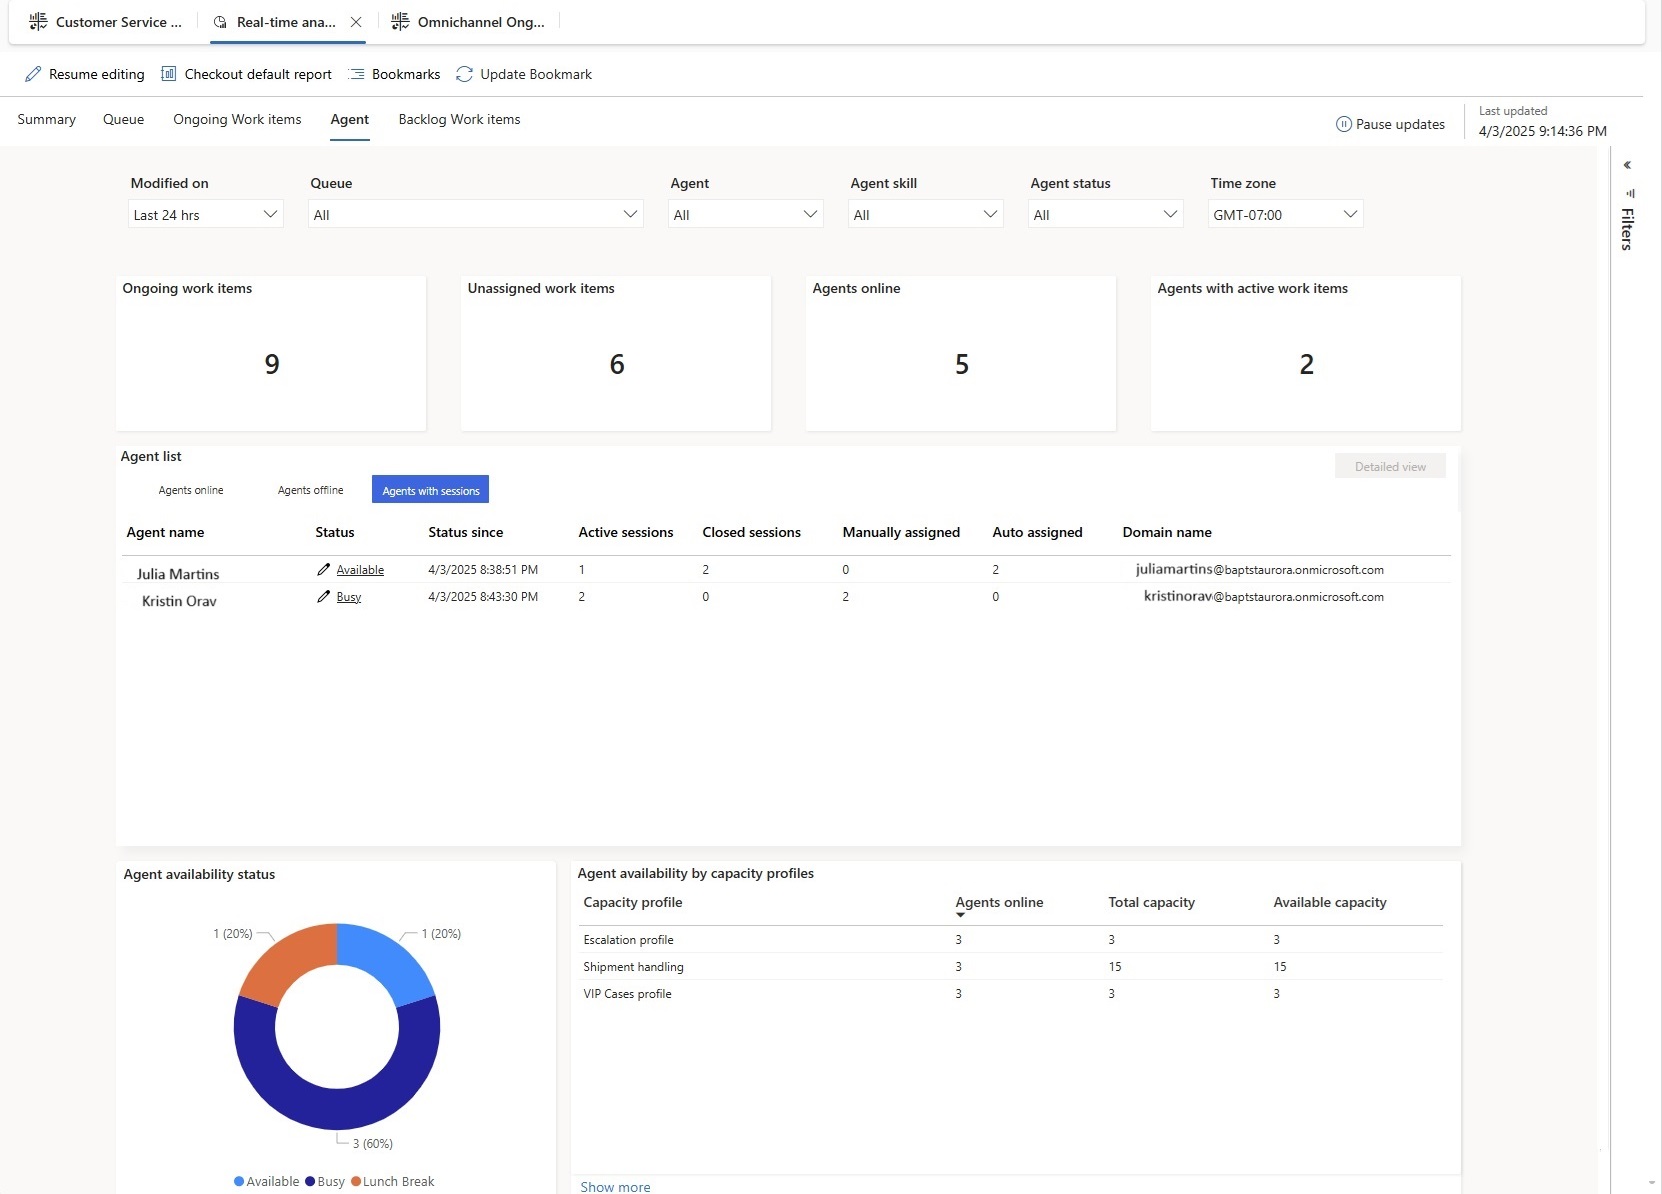 Customer Service ...
Real-time ana...
Omnichannel Ong...
Resume editing
Checkout default report
Bookmarks
Update Bookmark
Summary
Queue
Ongoing Work items
Agent
Backlog Work items
Pause updates
Last updated
4/3/2025 9:14:36 PM
Filters
Modified on
Last 24 hrs
Queue
All
Agent
All
Agent skill
All
Agent status
All
Time zone
GMT-07:00
Ongoing work items
9
Unassigned work items
6
Agents online
5
Agents with active work items
2
Agent list
Detailed view
Agents online
Agents offline
Agents with sessions
Agent name Status Status since Active sessions Closed sessions Manually assigned Auto assigned Domain name
Julia Martins Available 4/3/2025 8:38:51 PM 1 2 0 2 juliamartins@baptstaurora.onmicrosoft.com
Kristin Orav Busy 4/3/2025 8:43:30 PM 2 0 2 0 kristinorav@baptstaurora.onmicrosoft.com
Agent availability status
1 (20%)
1 (20%)
3 (60%)
Available Busy Lunch Break
Agent availability by capacity profiles
Capacity profile Agents online Total capacity Available capacity
Escalation profile 3 3 3
Shipment handling 3 15 15
VIP Cases profile 3 3 3
Show more